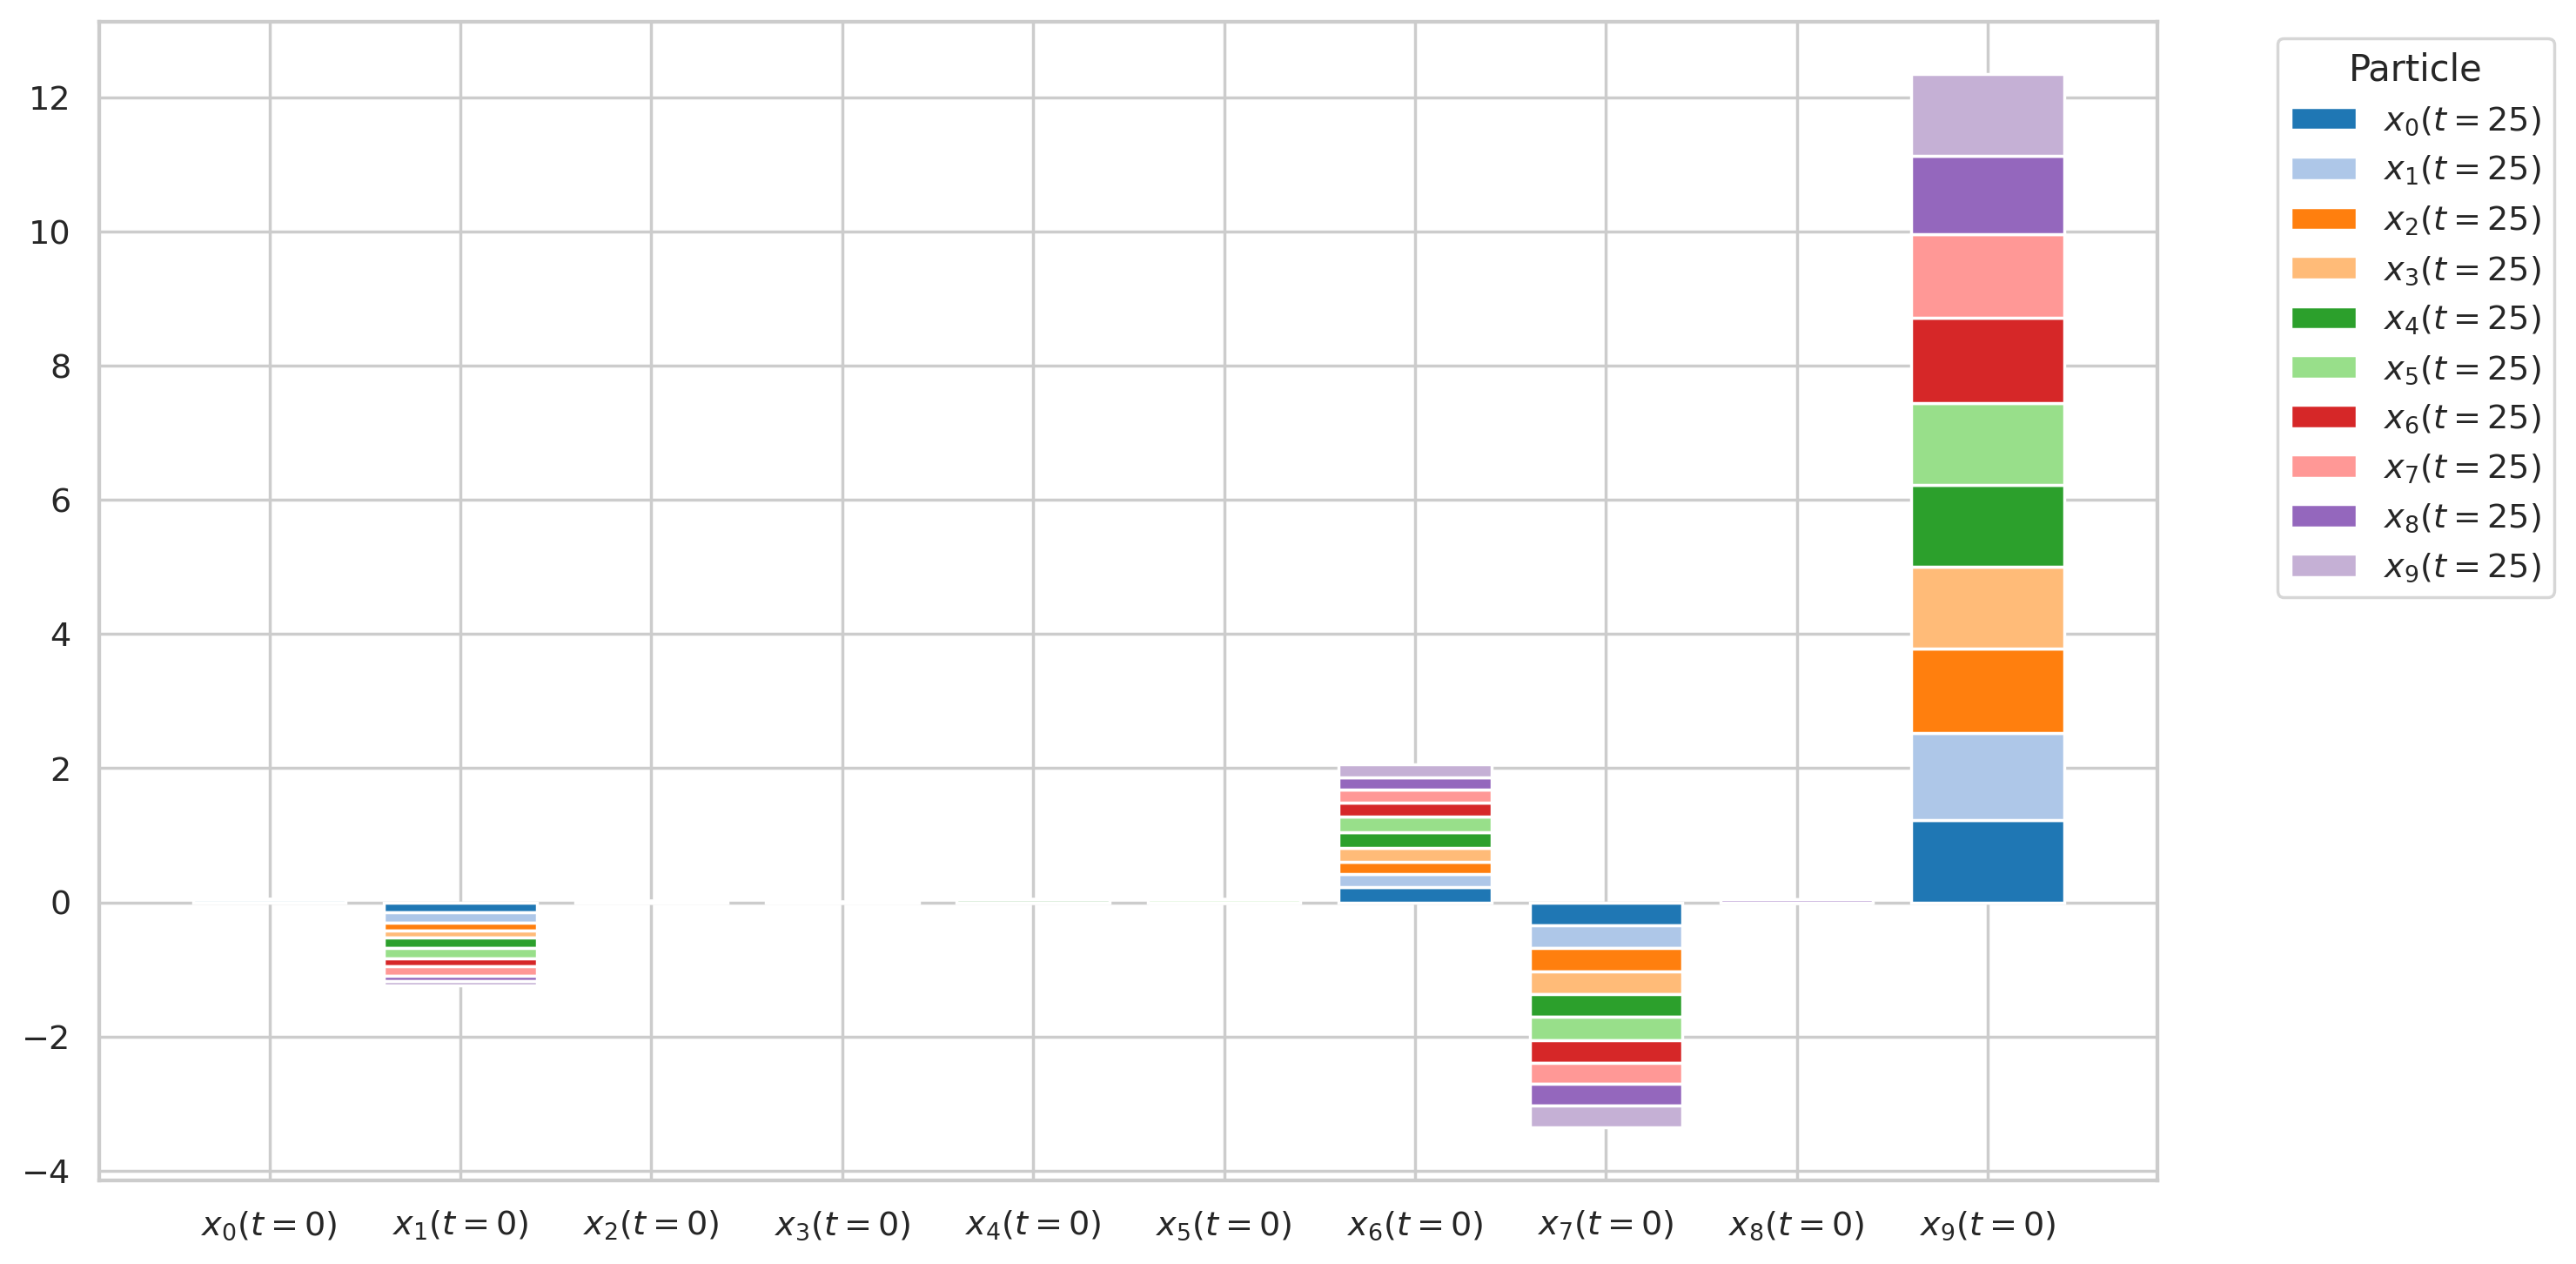 12
10
8
6
4
2
0
−2
−4
x₀(t = 0) x₁(t = 0) x₂(t = 0) x₃(t = 0) x₄(t = 0) x₅(t = 0) x₆(t = 0) x₇(t = 0) x₈(t = 0) x₉(t = 0)
Particle
x₀(t = 25)
x₁(t = 25)
x₂(t = 25)
x₃(t = 25)
x₄(t = 25)
x₅(t = 25)
x₆(t = 25)
x₇(t = 25)
x₈(t = 25)
x₉(t = 25)